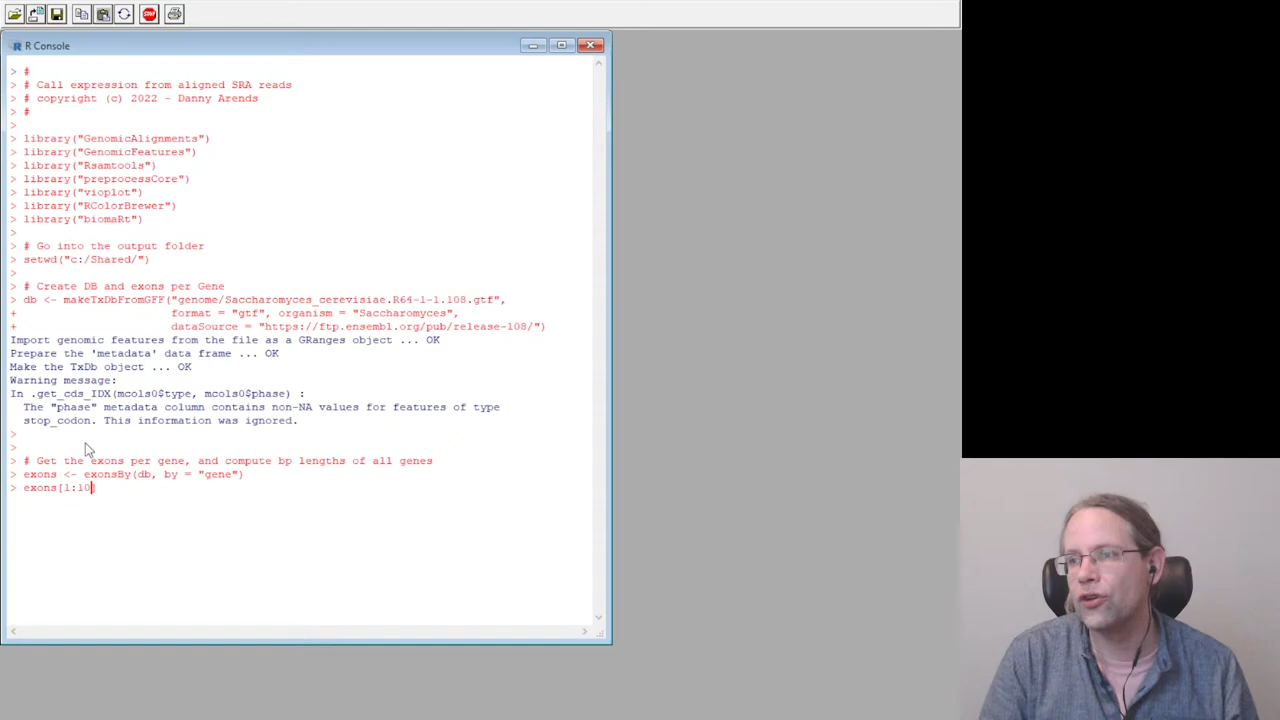 STOP
R Console
> #
> # Call expression from aligned SRA reads
> # copyright (c) 2022 - Danny Arends
> #
>
> library("GenomicAlignments")
> library("GenomicFeatures")
> library("Rsamtools")
> library("preprocessCore")
> library("vioplot")
> library("RColorBrewer")
> library("biomaRt")
>
> # Go into the output folder
> setwd("c:/Shared/")
>
> # Create DB and exons per Gene
> db <- makeTxDbFromGFF("genome/Saccharomyces_cerevisiae.R64-1-1.108.gtf",
+ format = "gtf", organism = "Saccharomyces",
+ dataSource = "https://ftp.ensembl.org/pub/release-108/")
Import genomic features from the file as a GRanges object ... OK
Prepare the 'metadata' data frame ... OK
Make the TxDb object ... OK
Warning message:
In .get_cds_IDX(mcols0$type, mcols0$phase) :
The "phase" metadata column contains non-NA values for features of type
stop_codon. This information was ignored.
>
>
> # Get the exons per gene, and compute bp lengths of all genes
> exons <- exonsBy(db, by = "gene")
> exons[1:10]